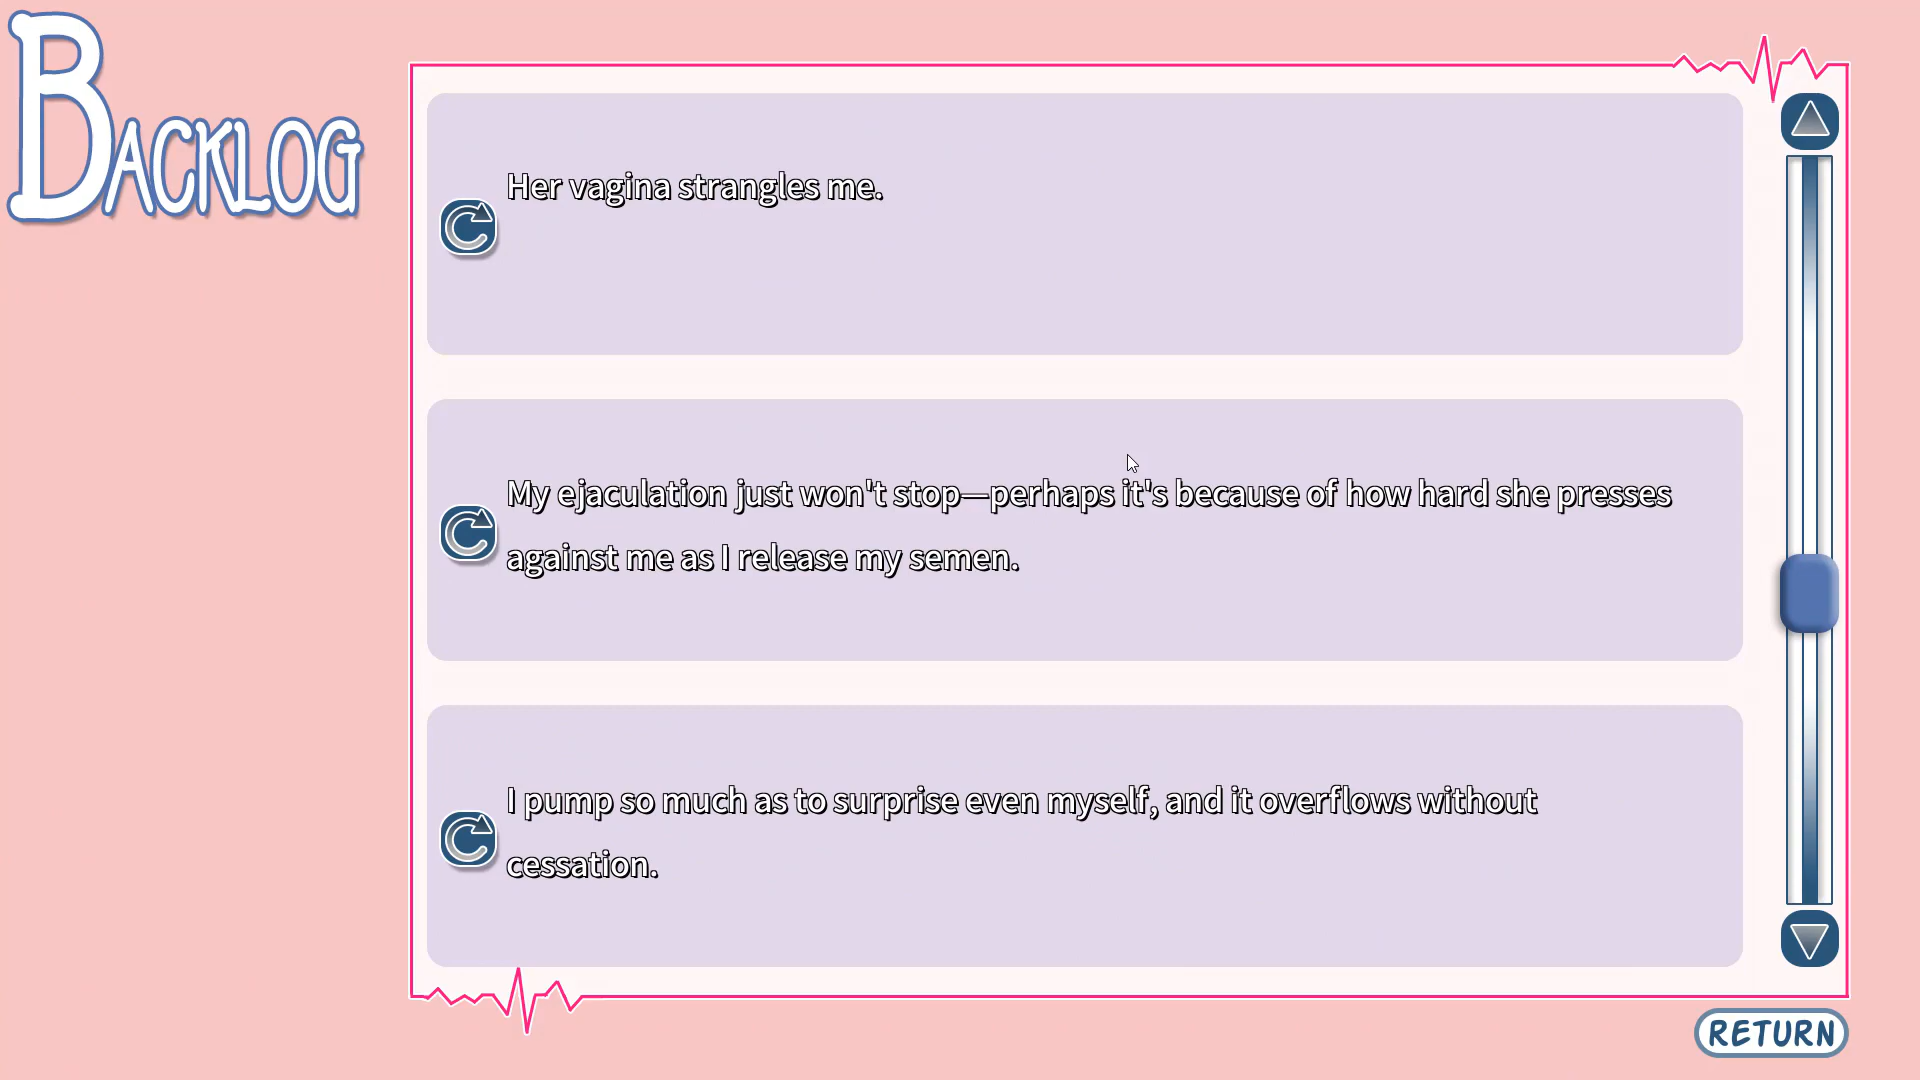 BACKLOG
Her vagina strangles me.
My ejaculation just won't stop—perhaps it's because of how hard she presses
against me as I release my semen.
I pump so much as to surprise even myself, and it overflows without
cessation.
RETURN